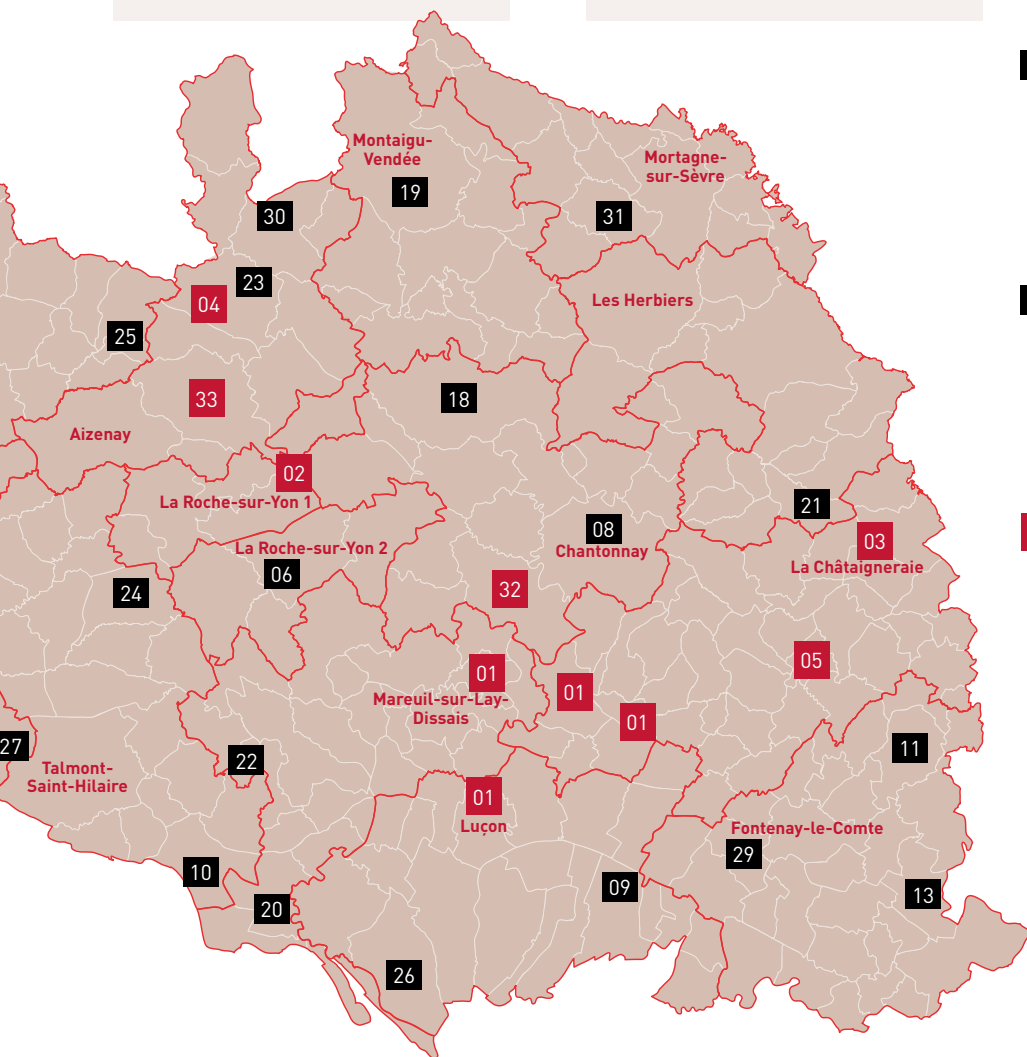 Montaigu-
Vendée
19
Mortagne-
sur-Sèvre
31
30
23
04
25
Les Herbiers
33
18
Aizenay
02
La Roche-sur-Yon 1
21
08
Chantonnay
03
La Châtaigneraie
La Roche-sur-Yon 2
06
24
32
05
01
Mareuil-sur-Lay-
Dissais
01
01
11
27
Talmont-
Saint-Hilaire
22
01
Luçon
Fontenay-le-Comte
29
10
09
13
20
26